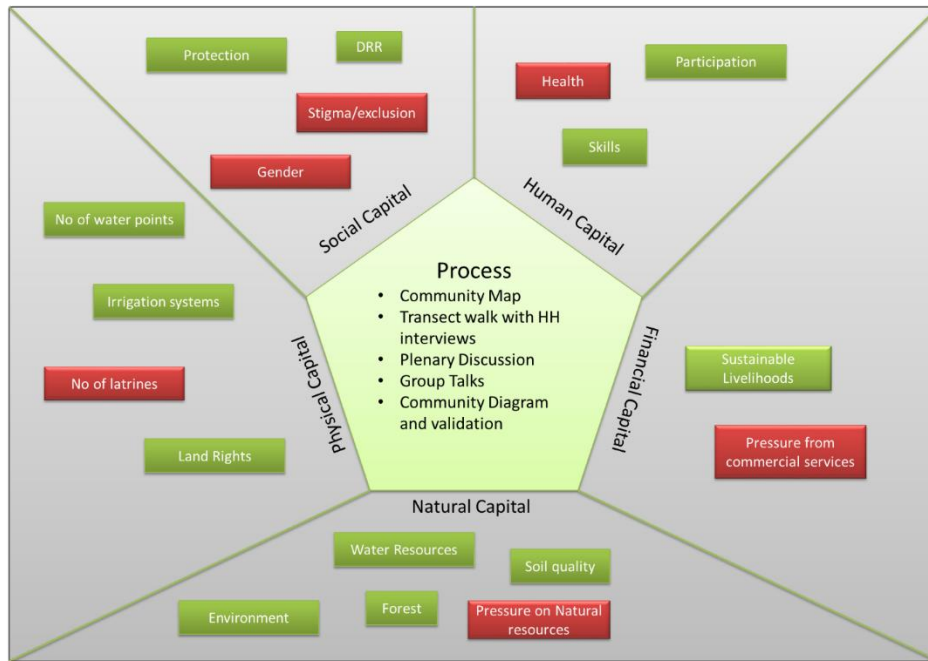 Protection
DRR
Stigma/exclusion
Gender
Social Capital
Health
Participation
Skills
Human Capital
No of water points
Irrigation systems
No of latrines
Land Rights
Physical Capital
Process
• Community Map
• Transect walk with HH
interviews
• Plenary Discussion
• Group Talks
• Community Diagram
and validation
Financial Capital
Sustainable
Livelihoods
Pressure from
commercial services
Natural Capital
Water Resources
Soil quality
Environment
Forest
Pressure on Natural
resources